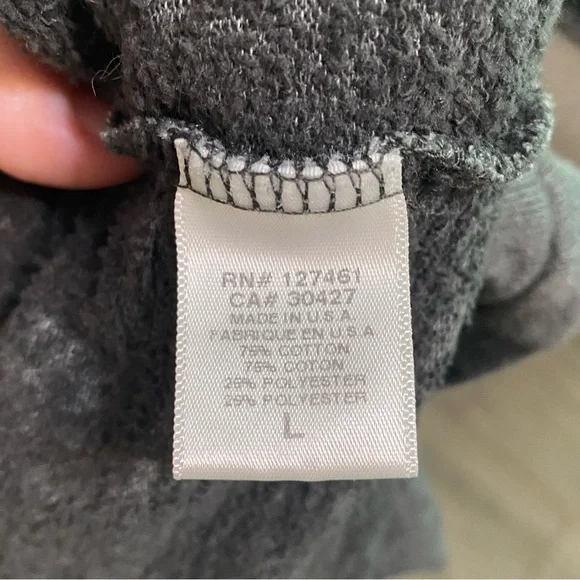 RN# 127461
CA# 30427
MADE IN U.S.A.
FABRIQUE EN U.S.A
75% COTTON
75% COTON
25% POLYESTER
25% POLYESTER
L